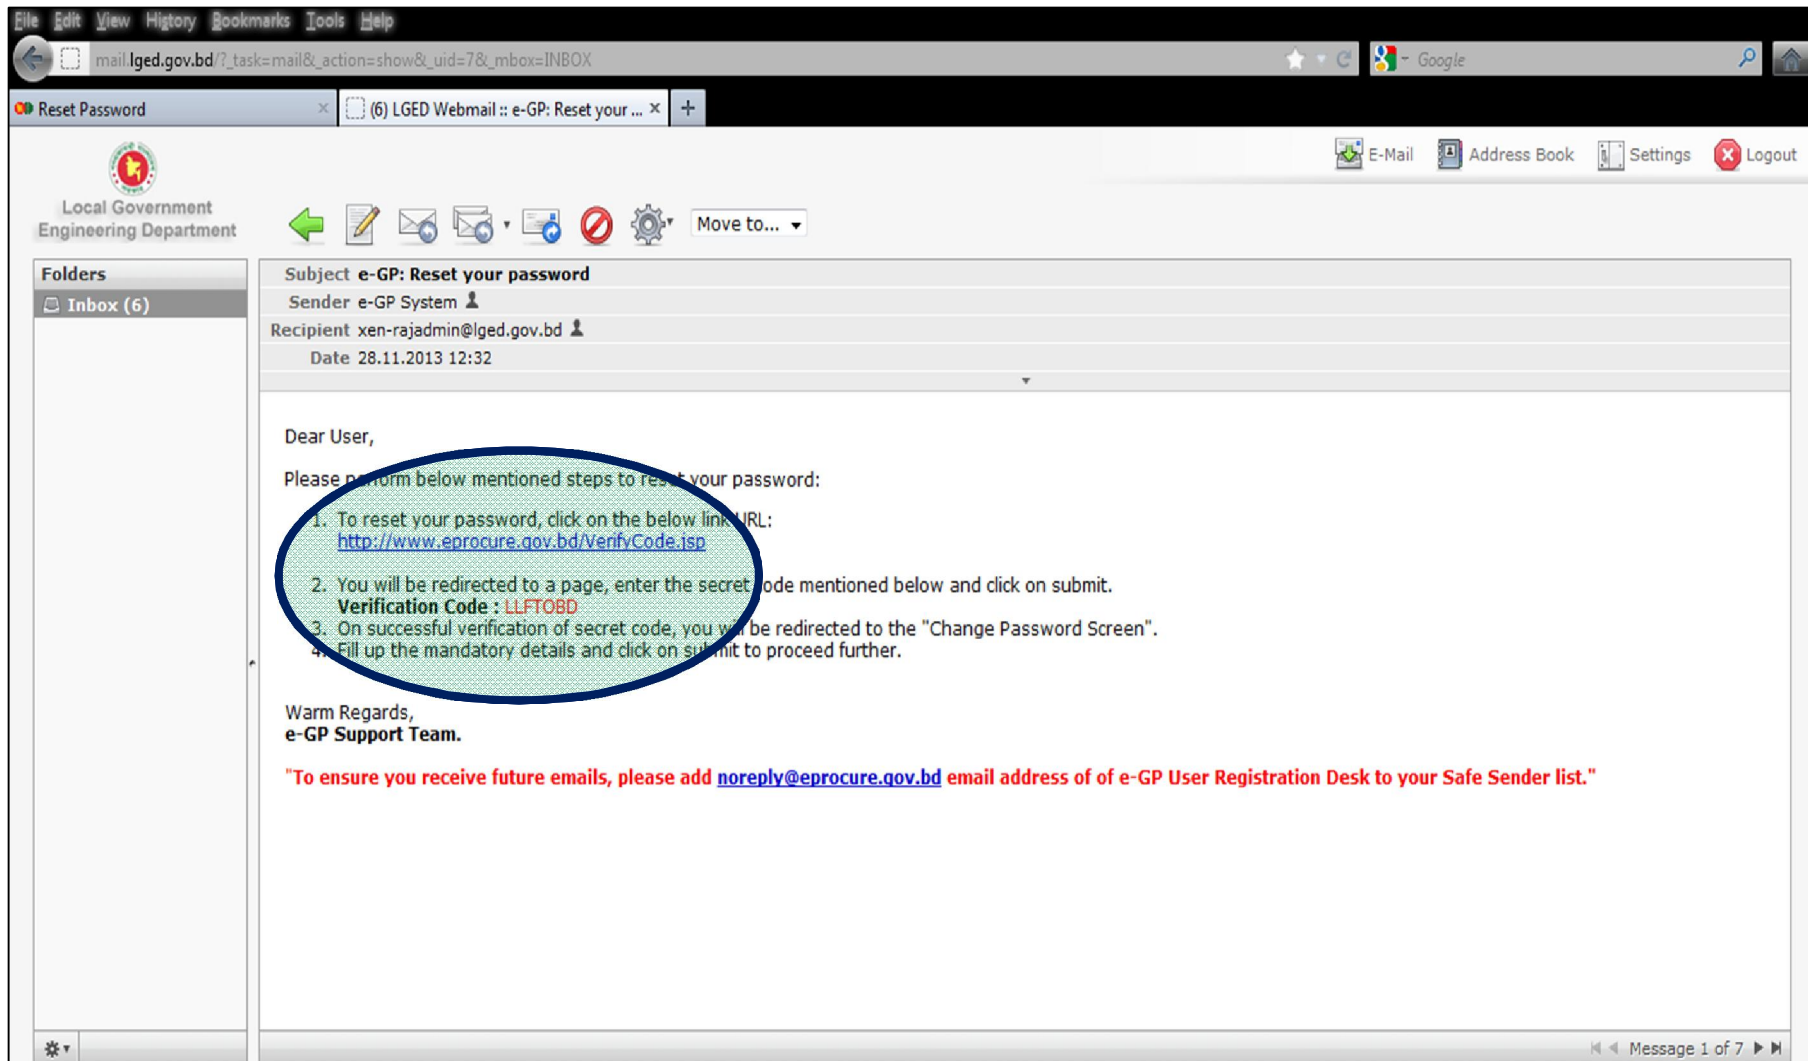 File Edit View History Bookmarks Tools Help
mail.lged.gov.bd/?_task=mail&_action=show&_uid=7&_mbox=INBOX
Google
Reset Password
(6) LGED Webmail :: e-GP: Reset your ...
E-Mail Address Book Settings Logout
Local Government
Engineering Department
Move to...
Folders
Inbox (6)
Subject e-GP: Reset your password
Sender e-GP System
Recipient xen-rajadmin@lged.gov.bd
Date 28.11.2013 12:32
Dear User,
Please perform below mentioned steps to reset your password:
1. To reset your password, click on the below link URL:
http://www.eprocure.gov.bd/VerifyCode.jsp
2. You will be redirected to a page, enter the secret code mentioned below and click on submit.
Verification Code : LLFTOBD
3. On successful verification of secret code, you will be redirected to the "Change Password Screen".
4. Fill up the mandatory details and click on submit to proceed further.
Warm Regards,
e-GP Support Team.
"To ensure you receive future emails, please add noreply@eprocure.gov.bd email address of of e-GP User Registration Desk to your Safe Sender list."
Message 1 of 7